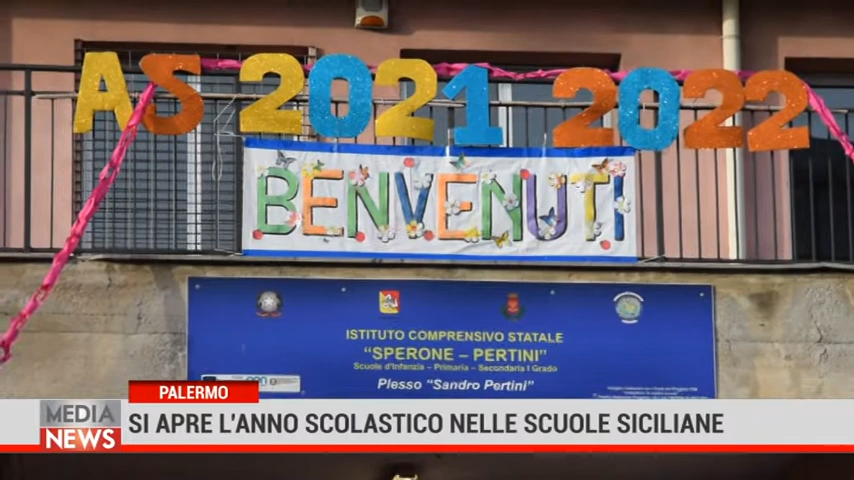 AS 2021 2022
BENVENUTI
ISTITUTO COMPRENSIVO STATALE
“SPERONE – PERTINI”
Scuole d'Infanzia – Primaria – Secondaria I Grado
Plesso “Sandro Pertini”
PALERMO
MEDIA NEWS
SI APRE L'ANNO SCOLASTICO NELLE SCUOLE SICILIANE